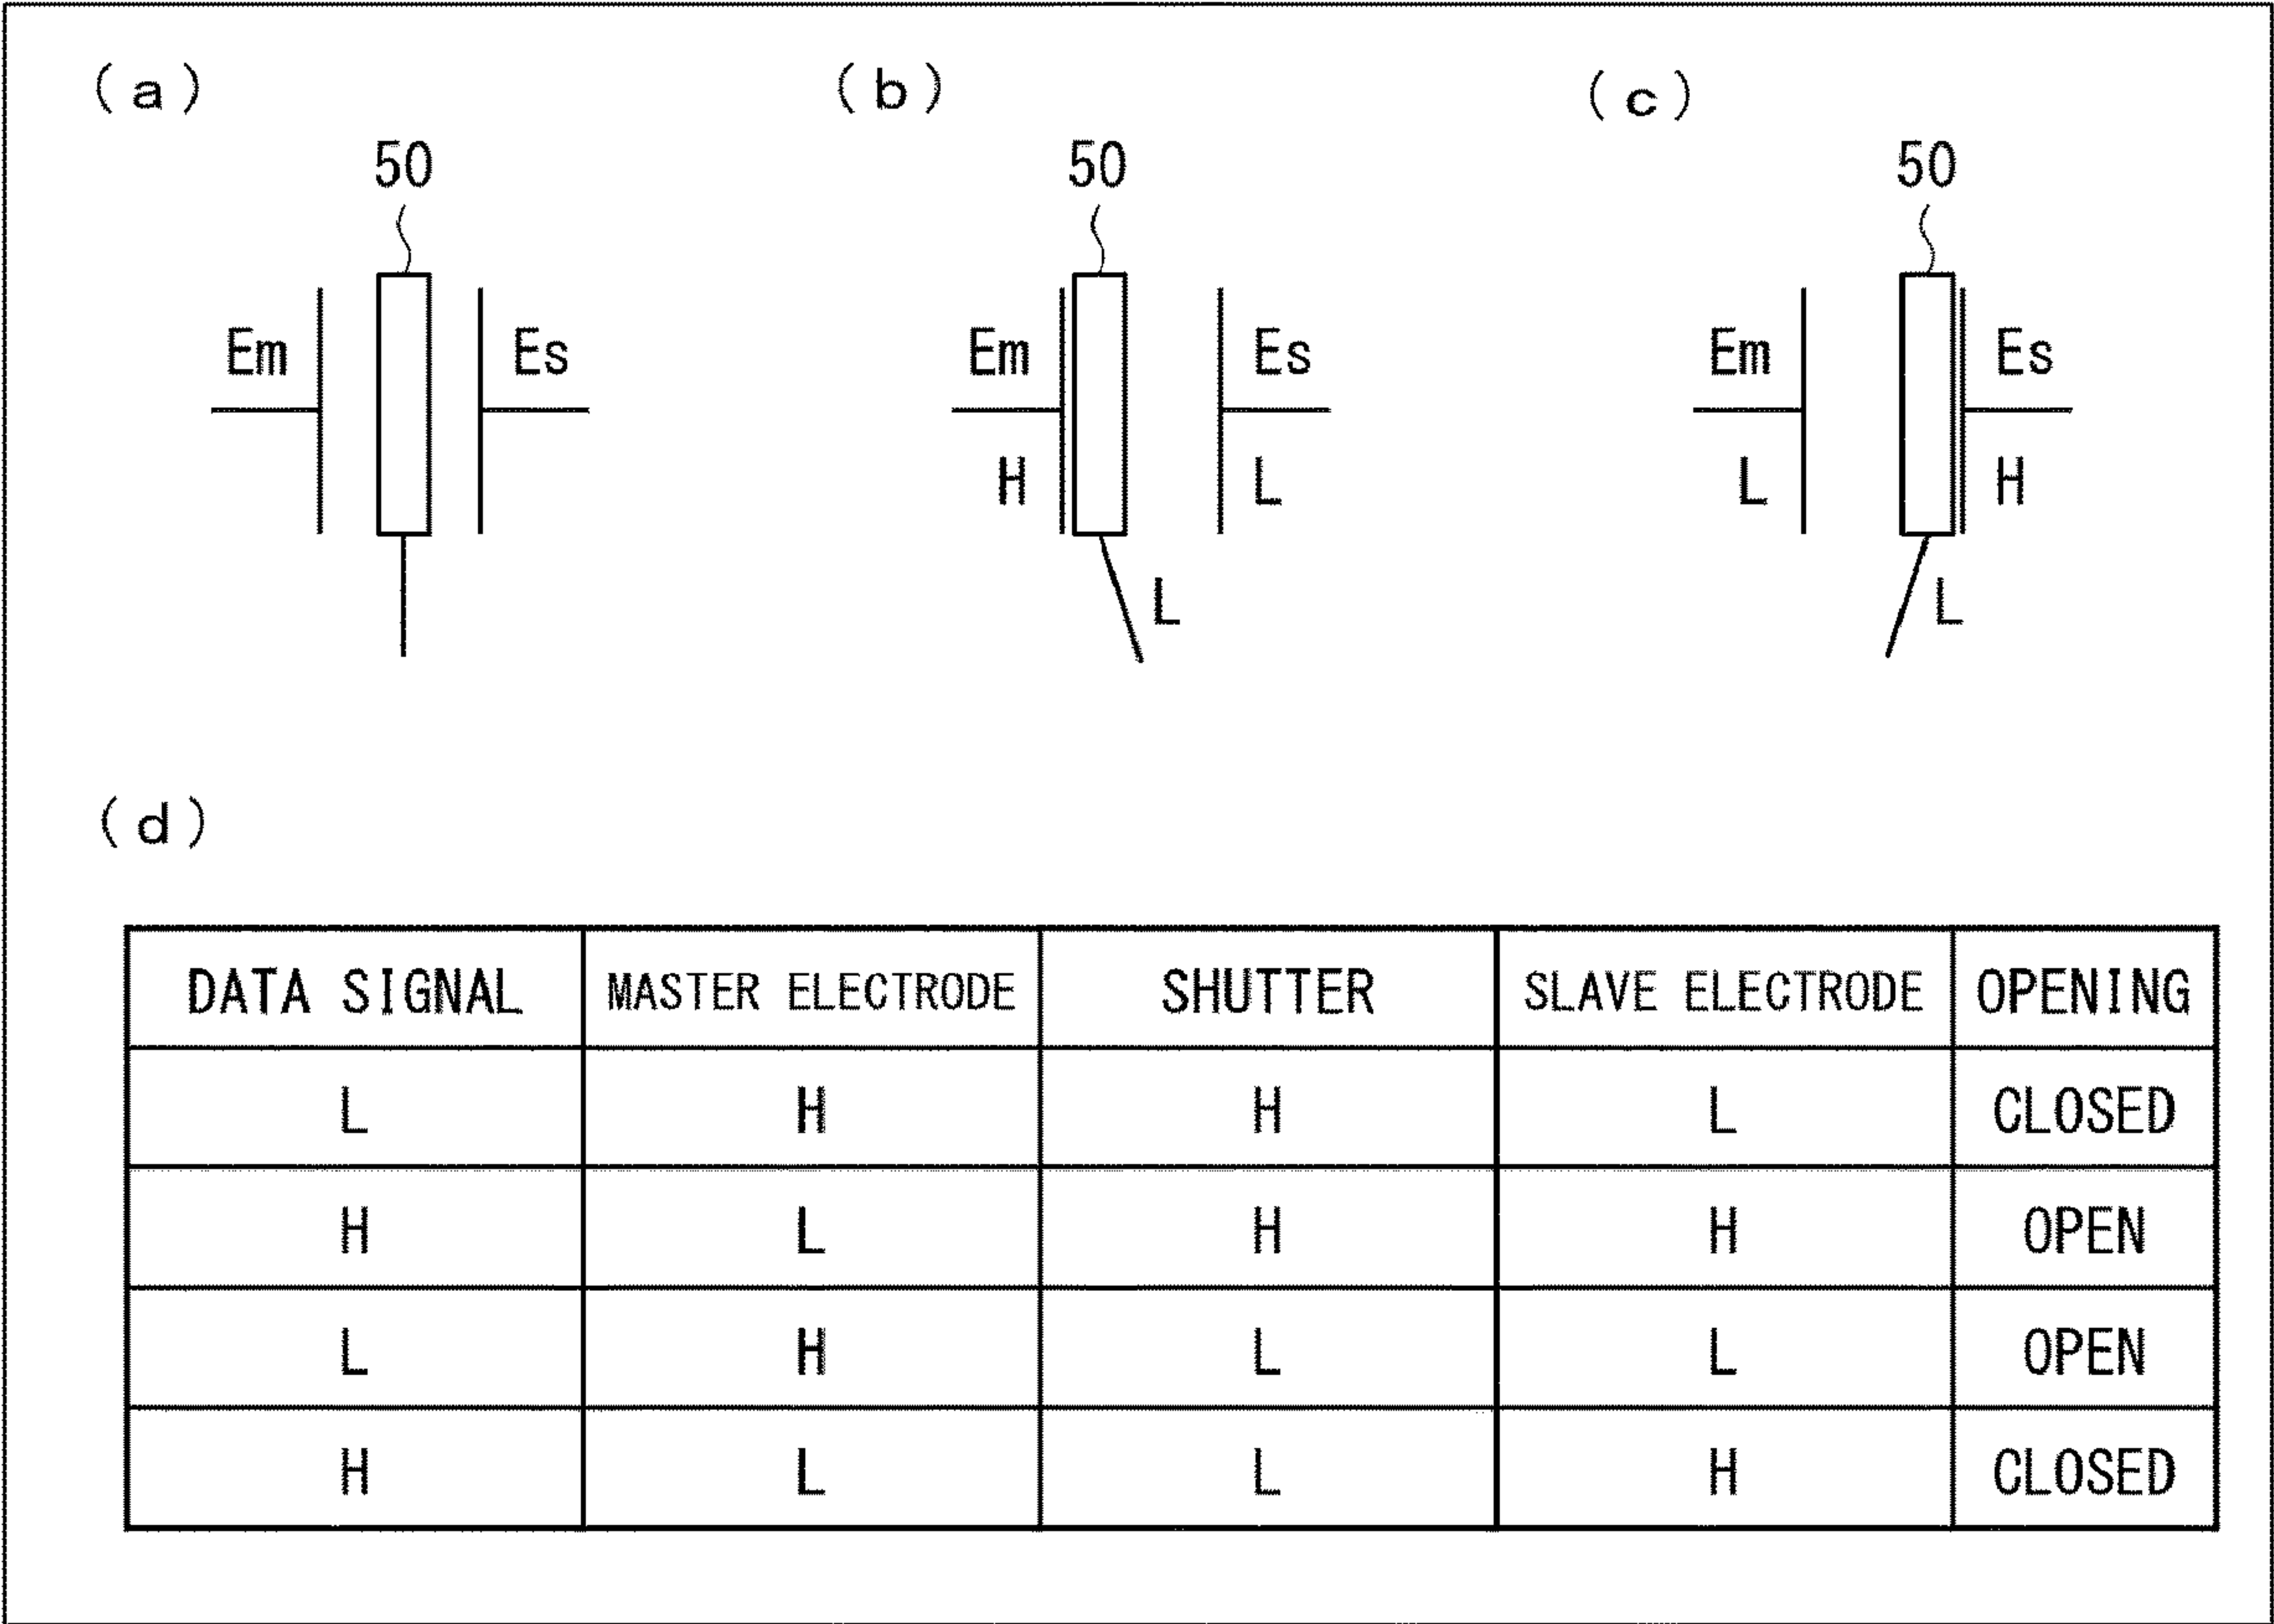 (a) (b) (c)
50 50 50
Em Es Em Es Em Es
H L L H
L L
(d)
DATA SIGNAL MASTER ELECTRODE SHUTTER SLAVE ELECTRODE OPENING
L H H L CLOSED
H L H H OPEN
L H L L OPEN
H L L H CLOSED